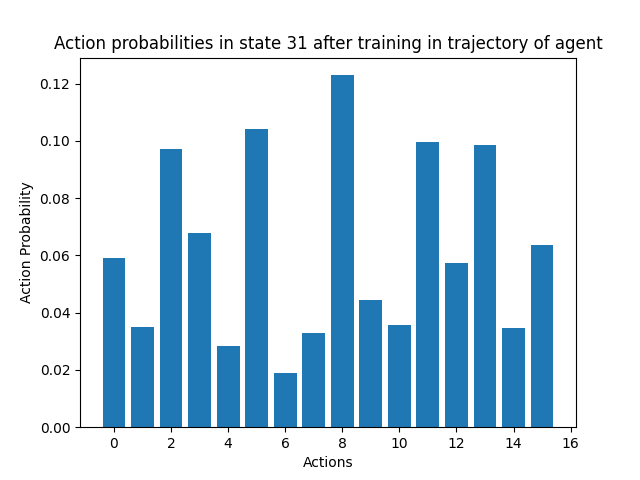 Action probabilities in state 31 after training in trajectory of agent
0.12
0.10
0.08
0.06
0.04
0.02
0.00
Action Probability
0 2 4 6 8 10 12 14 16
Actions